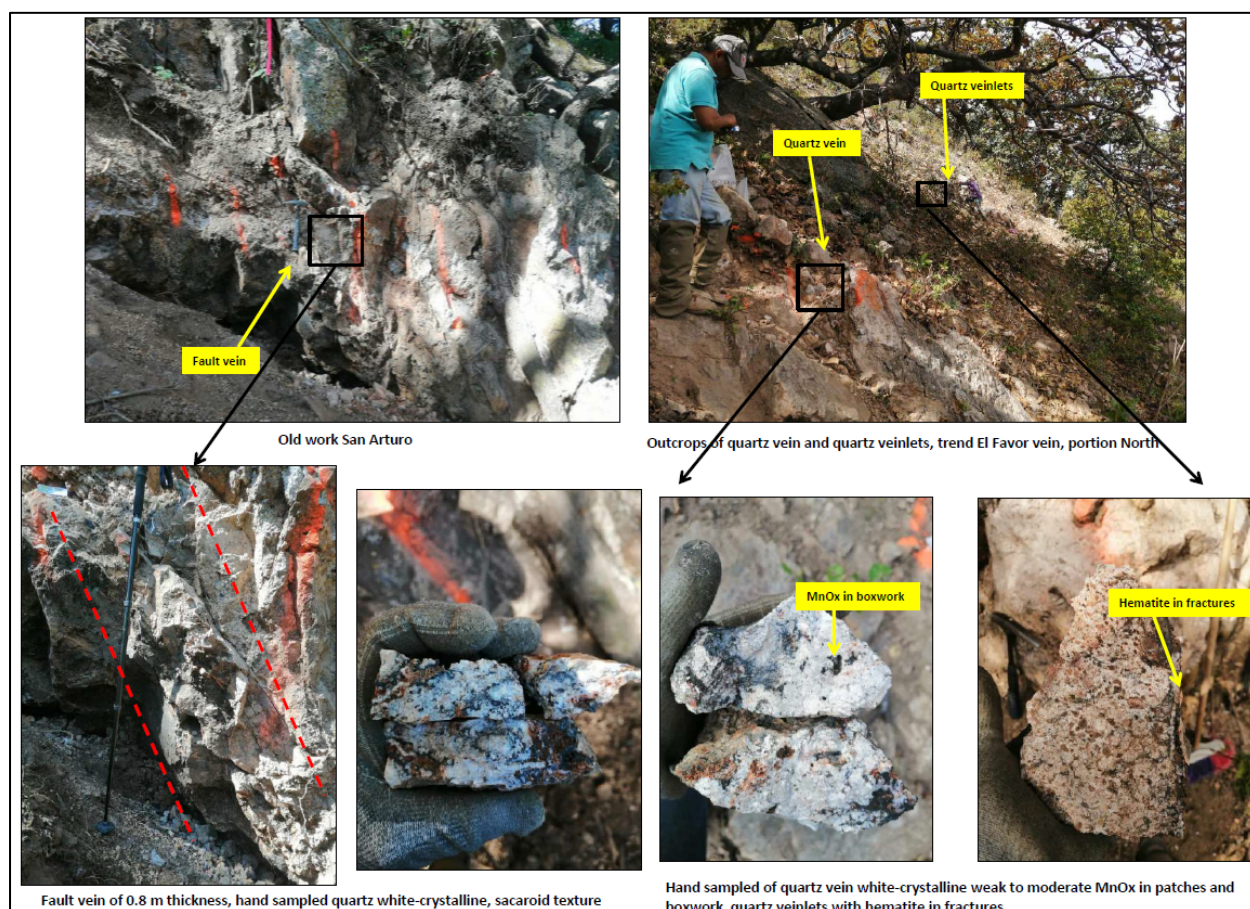 Quartz veinlets
Quartz vein
Fault vein
Old work San Arturo
Outcrops of quartz vein and quartz veinlets, trend El Favor vein, portion North
MnOx in boxwork
Hematite in fractures
Fault vein of 0.8 m thickness, hand sampled quartz white-crystalline, sacaroid texture
Hand sampled of quartz vein white-crystalline weak to moderate MnOx in patches and
boxwork, quartz veinlets with hematite in fractures